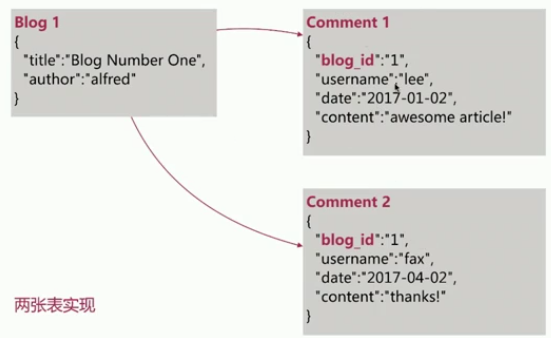 Blog 1
{
"title":"Blog Number One",
"author":"alfred"
}
Comment 1
{
"blog_id":"1",
"username":"lee",
"date":"2017-01-02",
"content":"awesome article!"
}
Comment 2
{
"blog_id":"1",
"username":"fax",
"date":"2017-04-02",
"content":"thanks!"
}
两张表实现